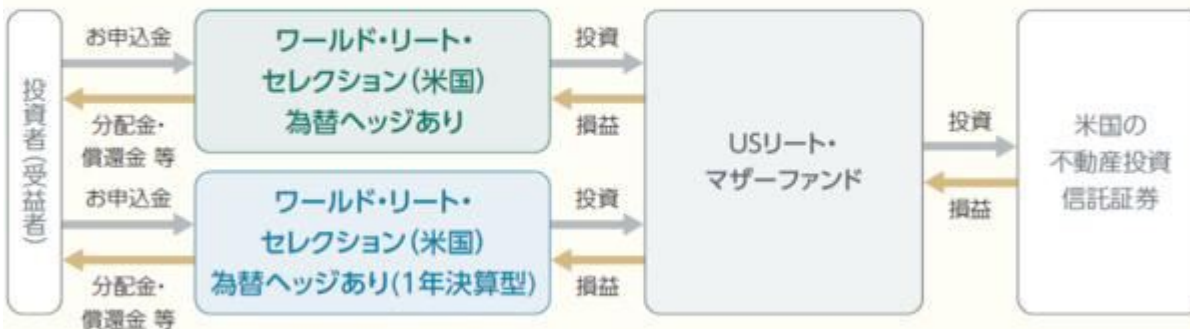 投資者(受益者)
お申込金
分配金・
償還金 等
お申込金
分配金・
償還金 等
ワールド・リート・
セレクション(米国)
為替ヘッジあり
ワールド・リート・
セレクション(米国)
為替ヘッジあり(1年決算型)
投資
損益
投資
損益
USリート・
マザーファンド
投資
損益
米国の
不動産投資
信託証券